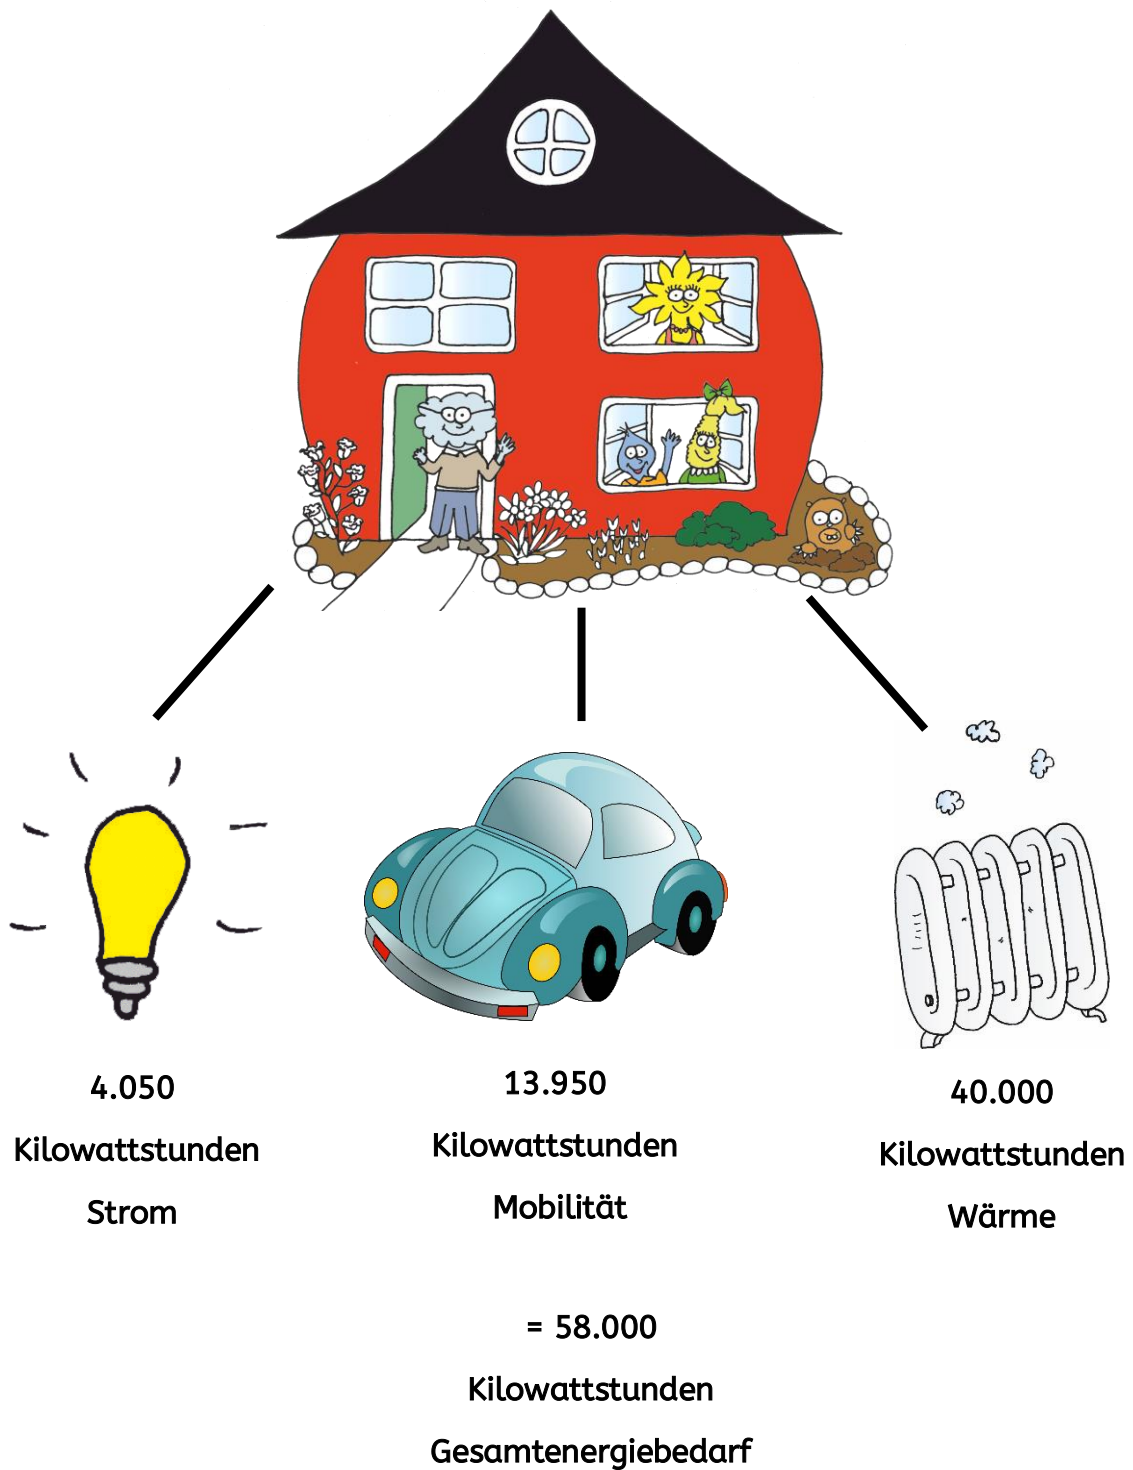 4.050
Kilowattstunden
Strom
13.950
Kilowattstunden
Mobilität
40.000
Kilowattstunden
Wärme
= 58.000
Kilowattstunden
Gesamtenergiebedarf